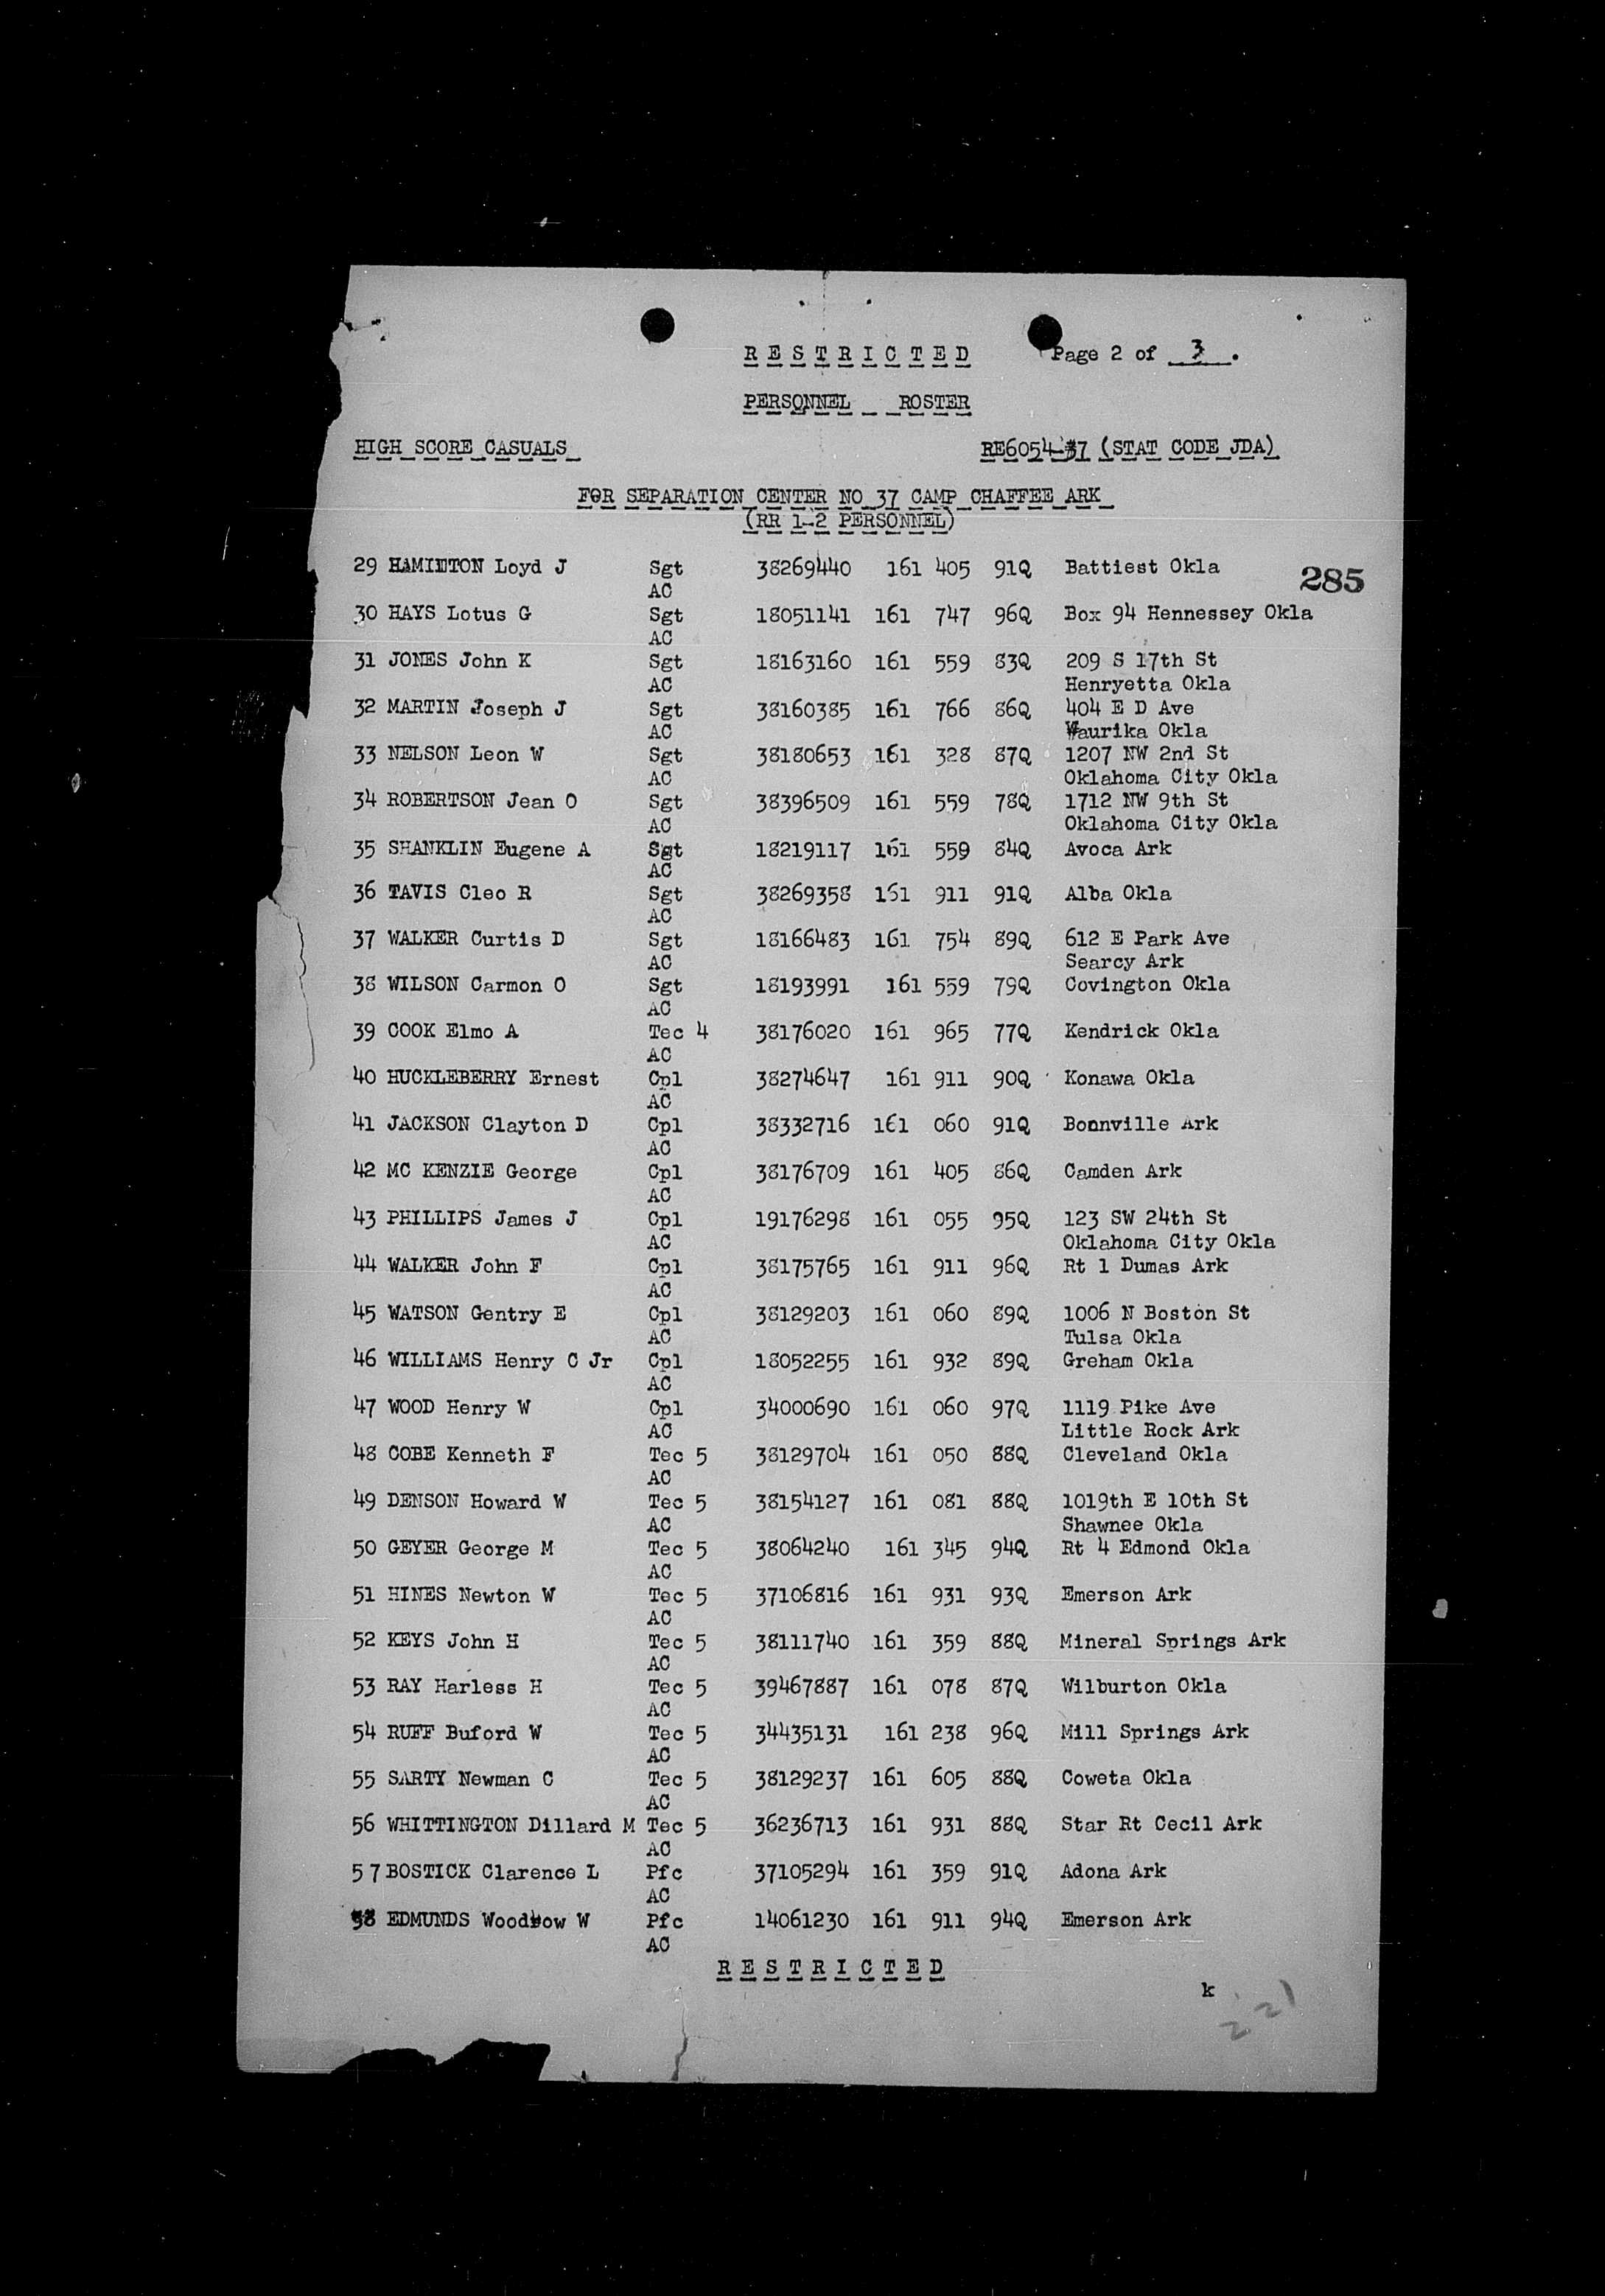 R E S T R I C T E D Page 2 of 3.
PERSONNEL ROSTER
HIGH SCORE CASUALS RE6054-37 (STAT CODE JDA)
FOR SEPARATION CENTER NO 37 CAMP CHAFFEE ARK
(RR 1-2 PERSONNEL)
285
29 HAMILTON Loyd J Sgt 38269440 161 405 91Q Battiest Okla
AC
30 HAYS Lotus G Sgt 18051141 161 747 96Q Box 94 Hennessey Okla
AC
31 JONES John K Sgt 18163160 161 559 83Q 209 S 17th St
AC Henryetta Okla
32 MARTIN Joseph J Sgt 38160385 161 766 86Q 404 E D Ave
AC Waurika Okla
33 NELSON Leon W Sgt 38180653 161 328 87Q 1207 NW 2nd St
AC Oklahoma City Okla
34 ROBERTSON Jean O Sgt 38396509 161 559 78Q 1712 NW 9th St
AC Oklahoma City Okla
35 SHANKLIN Eugene A Sgt 18219117 161 559 84Q Avoca Ark
AC
36 TAVIS Cleo R Sgt 38269358 161 911 91Q Alba Okla
AC
37 WALKER Curtis D Sgt 18166483 161 754 89Q 612 E Park Ave
AC Searcy Ark
38 WILSON Carmon O Sgt 18193991 161 559 79Q Covington Okla
AC
39 COOK Elmo A Tec 4 38176020 161 965 77Q Kendrick Okla
AC
40 HUCKLEBERRY Ernest Cpl 38274647 161 911 90Q Konawa Okla
AC
41 JACKSON Clayton D Cpl 38332716 161 060 91Q Bonnville Ark
AC
42 MC KENZIE George Cpl 38176709 161 405 86Q Camden Ark
AC
43 PHILLIPS James J Cpl 19176298 161 055 95Q 123 SW 24th St
AC Oklahoma City Okla
44 WALKER John F Cpl 38175765 161 911 96Q Rt 1 Dumas Ark
AC
45 WATSON Gentry E Cpl 38129203 161 060 89Q 1006 N Boston St
AC Tulsa Okla
46 WILLIAMS Henry C Jr Cpl 18052255 161 932 89Q Greham Okla
AC
47 WOOD Henry W Cpl 34000690 161 060 97Q 1119 Pike Ave
AC Little Rock Ark
48 COBE Kenneth F Tec 5 38129704 161 050 88Q Cleveland Okla
AC
49 DENSON Howard W Tec 5 38154127 161 081 88Q 1019th E 10th St
AC Shawnee Okla
50 GEYER George M Tec 5 38064240 161 345 94Q Rt 4 Edmond Okla
AC
51 HINES Newton W Tec 5 37106816 161 931 93Q Emerson Ark
AC
52 KEYS John H Tec 5 38111740 161 359 88Q Mineral Springs Ark
AC
53 RAY Harless H Tec 5 39467887 161 078 87Q Wilburton Okla
AC
54 RUFF Buford W Tec 5 34435131 161 238 96Q Mill Springs Ark
AC
55 SARTY Newman C Tec 5 38129237 161 605 88Q Coweta Okla
AC
56 WHITTINGTON Dillard M Tec 5 36236713 161 931 88Q Star Rt Cecil Ark
AC
57 BOSTICK Clarence L Pfc 37105294 161 359 91Q Adona Ark
AC
58 EDMUNDS Woodrow W Pfc 14061230 161 911 94Q Emerson Ark
AC
R E S T R I C T E D
k
221